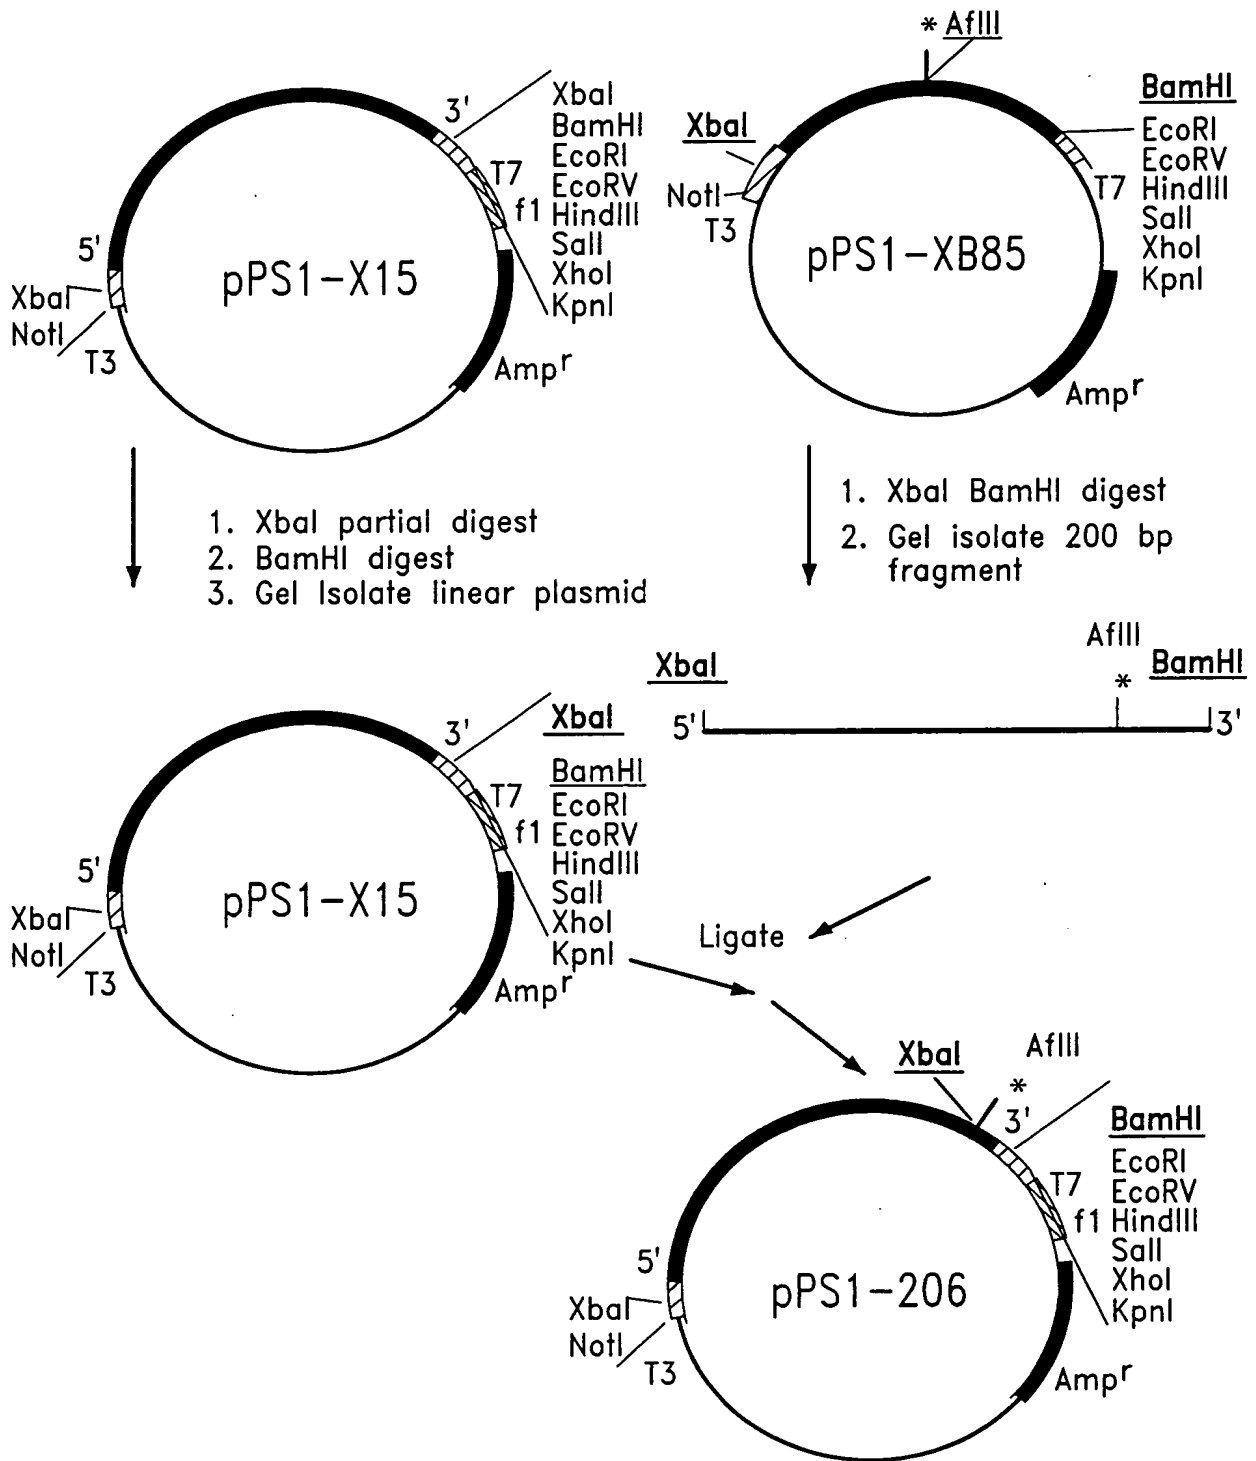 3'
XbaI
BamHI
EcoRI
EcoRV
HindIII
SalI
XhoI
KpnI
T7
f1
5'
XbaI
NotI
T3
pPS1-X15
Ampr
* AflII
XbaI
NotI
T3
BamHI
EcoRI
EcoRV
HindIII
SalI
XhoI
KpnI
T7
pPS1-XB85
Ampr
1. XbaI partial digest
2. BamHI digest
3. Gel Isolate linear plasmid
1. XbaI BamHI digest
2. Gel isolate 200 bp
fragment
XbaI
AflII
*
BamHI
5'
3'
3'
XbaI
BamHI
EcoRI
EcoRV
HindIII
SalI
XhoI
KpnI
T7
f1
5'
XbaI
NotI
T3
pPS1-X15
Ampr
Ligate
XbaI
AflII
*
3'
BamHI
EcoRI
EcoRV
HindIII
SalI
XhoI
KpnI
T7
f1
5'
XbaI
NotI
T3
pPS1-206
Ampr